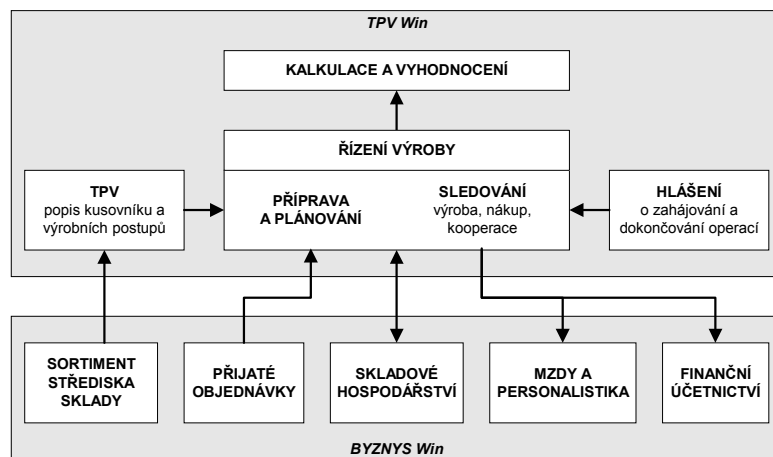 TPV Win
KALKULACE A VYHODNOCENÍ
ŘÍZENÍ VÝROBY
TPV
popis kusovníku a
výrobních postupů
PŘÍPRAVA
A PLÁNOVÁNÍ
SLEDOVÁNÍ
výroba, nákup,
kooperace
HLÁŠENÍ
o zahájování a
dokončování operací
SORTIMENT
STŘEDISKA
SKLADY
PŘIJATÉ
OBJEDNÁVKY
SKLADOVÉ
HOSPODÁŘSTVÍ
MZDY A
PERSONALISTIKA
FINANČNÍ
ÚČETNICTVÍ
BYZNYS Win